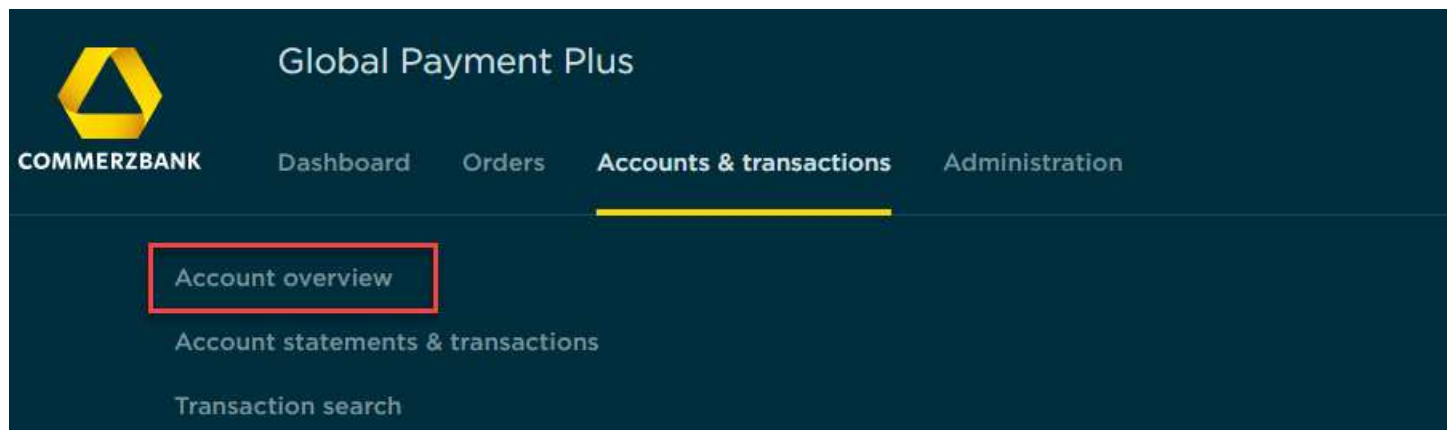 Global Payment Plus
COMMERZBANK
Dashboard Orders Accounts & transactions Administration
Account overview
Account statements & transactions
Transaction search